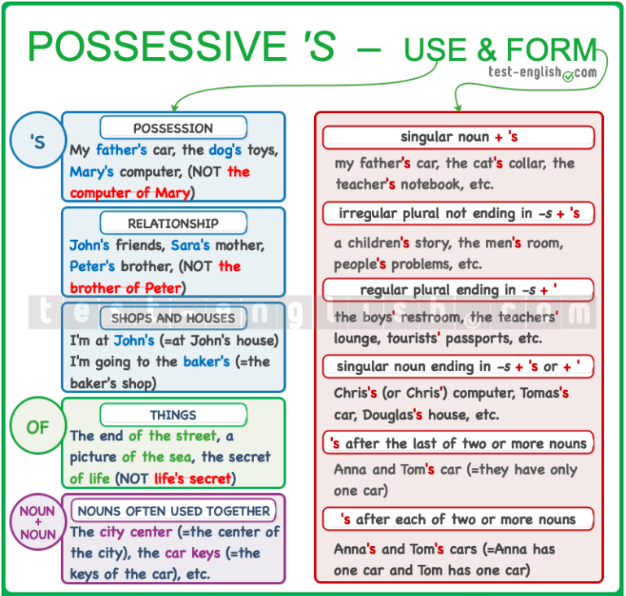 POSSESSIVE 'S – USE & FORM
test-english.com
'S
POSSESSION
My father's car, the dog's toys,
Mary's computer, (NOT the
computer of Mary)
RELATIONSHIP
John's friends, Sara's mother,
Peter's brother, (NOT the
brother of Peter)
SHOPS AND HOUSES
I'm at John's (=at John's house)
I'm going to the baker's (=the
baker's shop)
OF
THINGS
The end of the street, a
picture of the sea, the secret
of life (NOT life's secret)
NOUN
+
NOUN
NOUNS OFTEN USED TOGETHER
The city center (=the center of
the city), the car keys (=the
keys of the car), etc.
singular noun + 's
my father's car, the cat's collar, the
teacher's notebook, etc.
irregular plural not ending in –s + 's
a children's story, the men's room,
people's problems, etc.
regular plural ending in –s + '
the boys' restroom, the teachers'
lounge, tourists' passports, etc.
singular noun ending in –s + 's or + '
Chris's (or Chris') computer, Tomas's
car, Douglas's house, etc.
's after the last of two or more nouns
Anna and Tom's car (=they have only
one car)
's after each of two or more nouns
Anna's and Tom's cars (=Anna has
one car and Tom has one car)
test-english.com